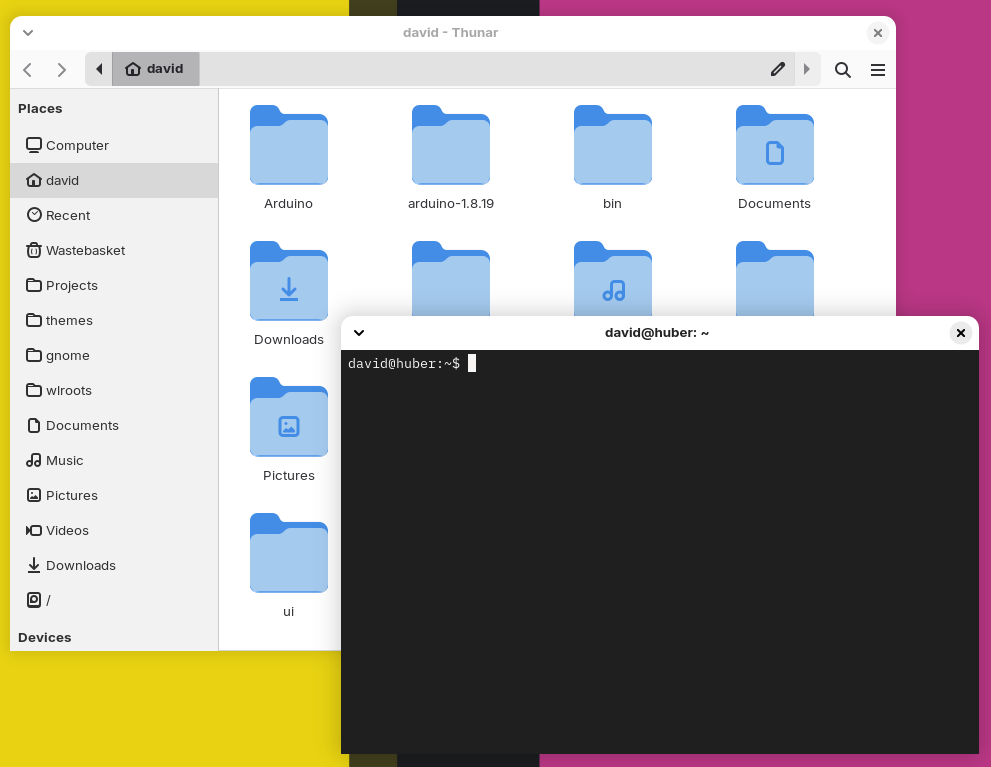 david - Thunar
david
Places
Computer
david
Recent
Wastebasket
Projects
themes
gnome
wlroots
Documents
Music
Pictures
Videos
Downloads
/
Devices
Arduino
arduino-1.8.19
bin
Documents
Downloads
Pictures
ui
david@huber: ~
david@huber:~$